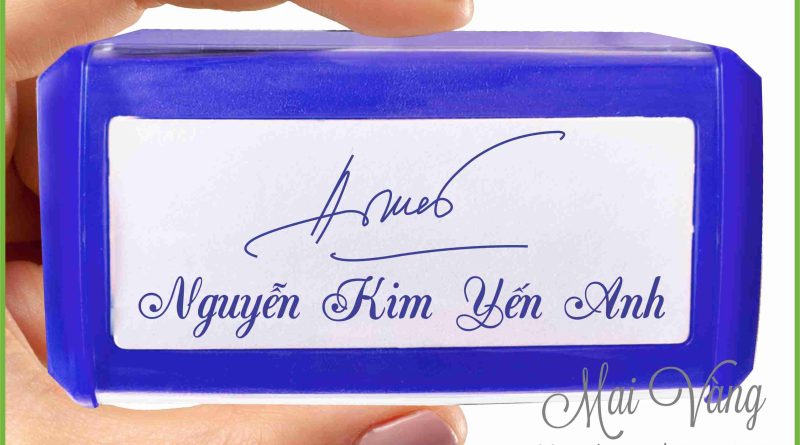 Nguyễn Kim Yến Anh
Mai Vàng